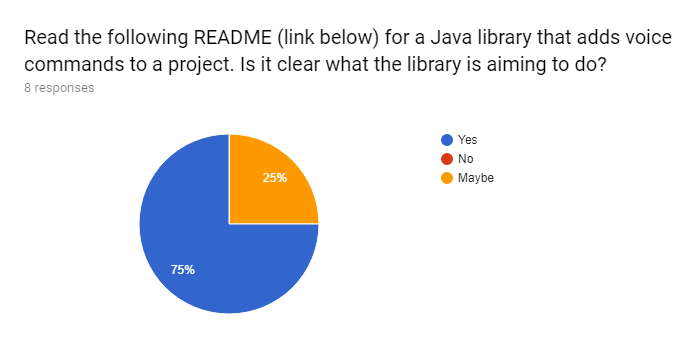 Read the following README (link below) for a Java library that adds voice
commands to a project. Is it clear what the library is aiming to do?
8 responses
Yes
No
Maybe
25%
75%